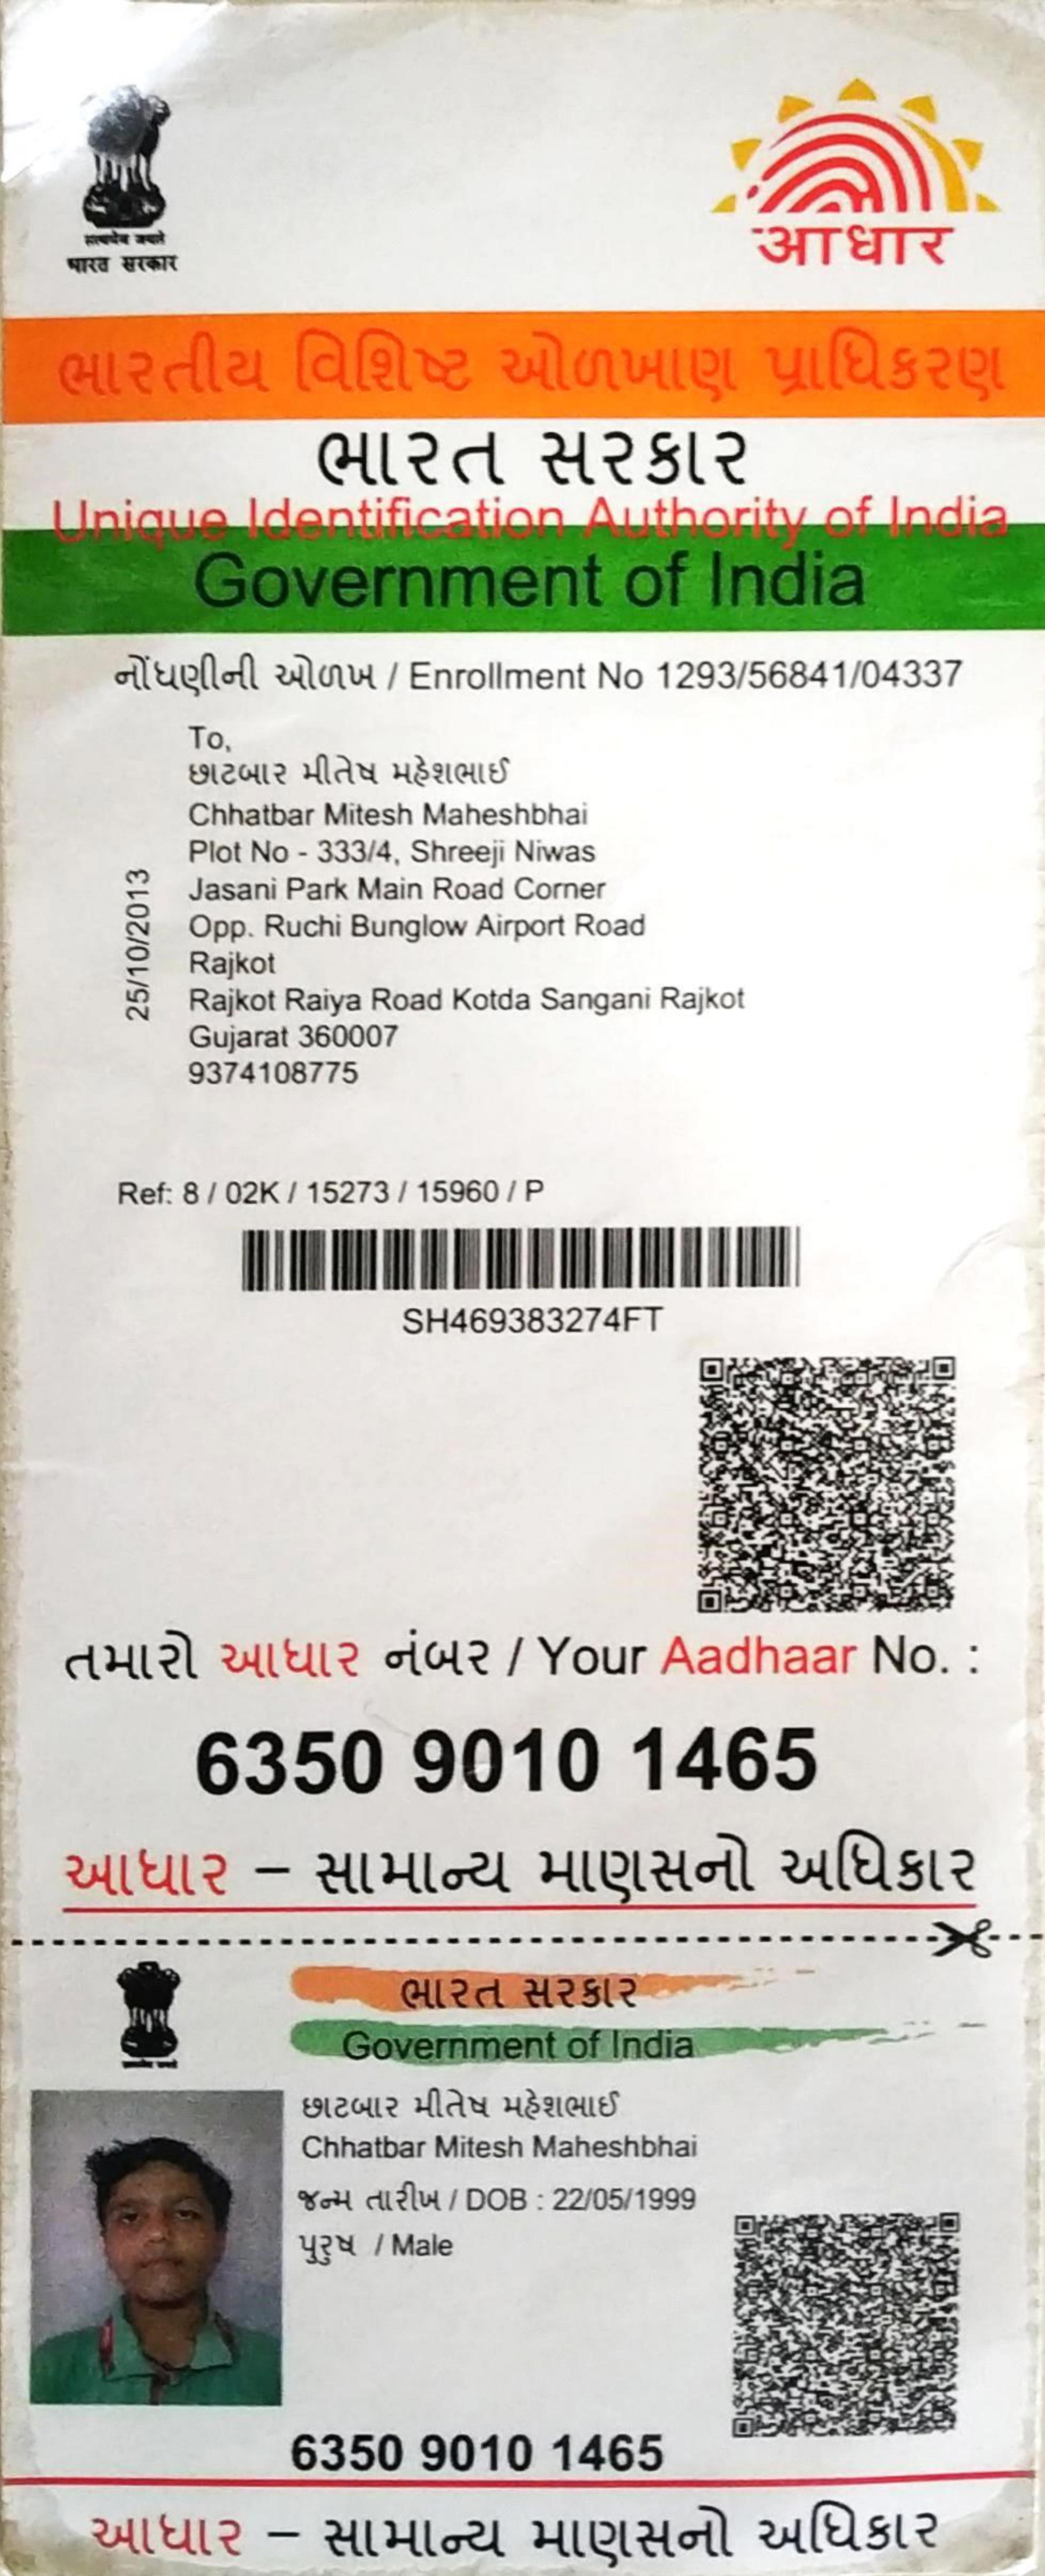 सत्यमेव जयते
भारत सरकार
आधार
ભારતીય વિશિષ્ટ ઓળખાણ પ્રાધિકરણ
ભારત સરકાર
Unique Identification Authority of India
Government of India
નોંધણીની ઓળખ / Enrollment No 1293/56841/04337
To,
છાટબાર મીતેષ મહેશભાઈ
Chhatbar Mitesh Maheshbhai
Plot No - 333/4, Shreeji Niwas
Jasani Park Main Road Corner
Opp. Ruchi Bunglow Airport Road
Rajkot
Rajkot Raiya Road Kotda Sangani Rajkot
Gujarat 360007
9374108775
25/10/2013
Ref: 8 / 02K / 15273 / 15960 / P
SH469383274FT
તમારો આધાર નંબર / Your Aadhaar No. :
6350 9010 1465
આધાર – સામાન્ય માણસનો અધિકાર
ભારત સરકાર
Government of India
છાટબાર મીતેષ મહેશભાઈ
Chhatbar Mitesh Maheshbhai
જન્મ તારીખ / DOB : 22/05/1999
પુરુષ / Male
6350 9010 1465
આધાર – સામાન્ય માણસનો અધિકાર